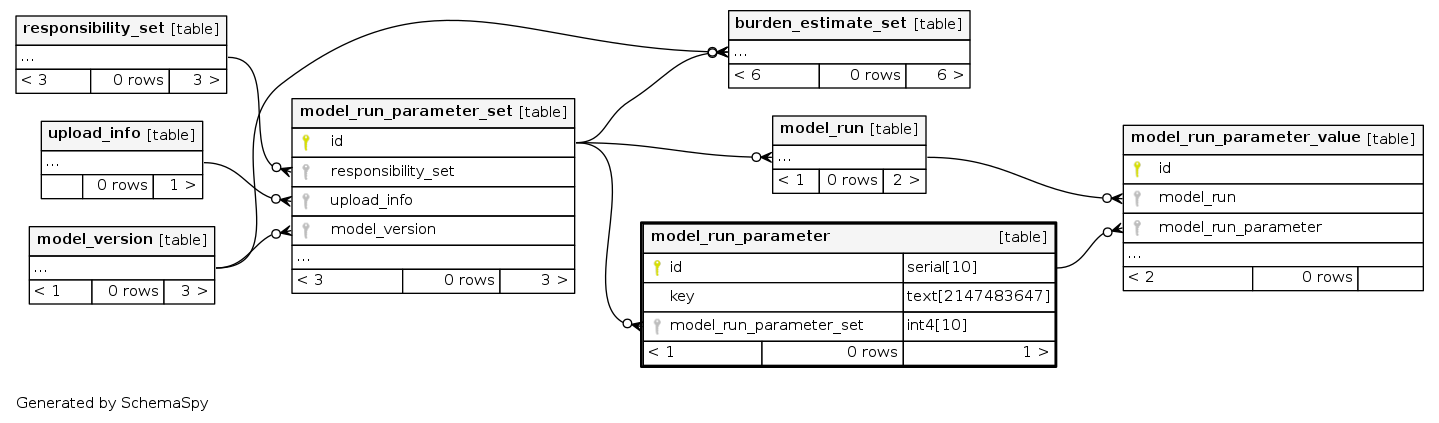 responsibility_set [table]
...
< 3 0 rows 3 >
upload_info [table]
...
0 rows 1 >
model_version [table]
...
< 1 0 rows 3 >
model_run_parameter_set [table]
id
responsibility_set
upload_info
model_version
...
< 3 0 rows 3 >
burden_estimate_set [table]
...
< 6 0 rows 6 >
model_run [table]
...
< 1 0 rows 2 >
model_run_parameter [table]
id serial[10]
key text[2147483647]
model_run_parameter_set int4[10]
< 1 0 rows 1 >
model_run_parameter_value [table]
id
model_run
model_run_parameter
...
< 2 0 rows
Generated by SchemaSpy